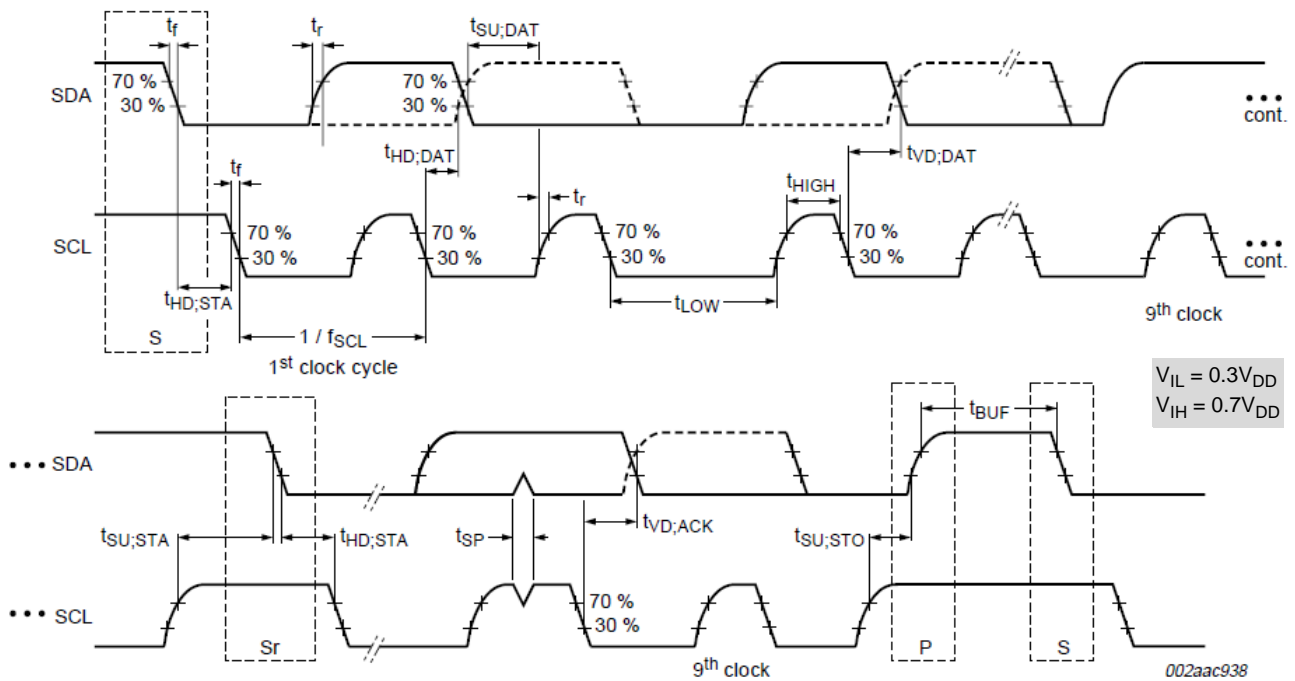 tf tr tSU;DAT
SDA 70 % 70 %
30 % 30 %
••• cont.
tf tHD;DAT tr tHIGH tVD;DAT
SCL 70 % 70 % 70 % 70 %
30 % 30 % 30 % 30 %
••• cont.
tHD;STA tLOW
S 1 / fSCL 9th clock
1st clock cycle
VIL = 0.3VDD
VIH = 0.7VDD
tBUF
••• SDA
tSU;STA tHD;STA tSP tVD;ACK tSU;STO
••• SCL 70 %
30 %
Sr 9th clock P S
002aac938